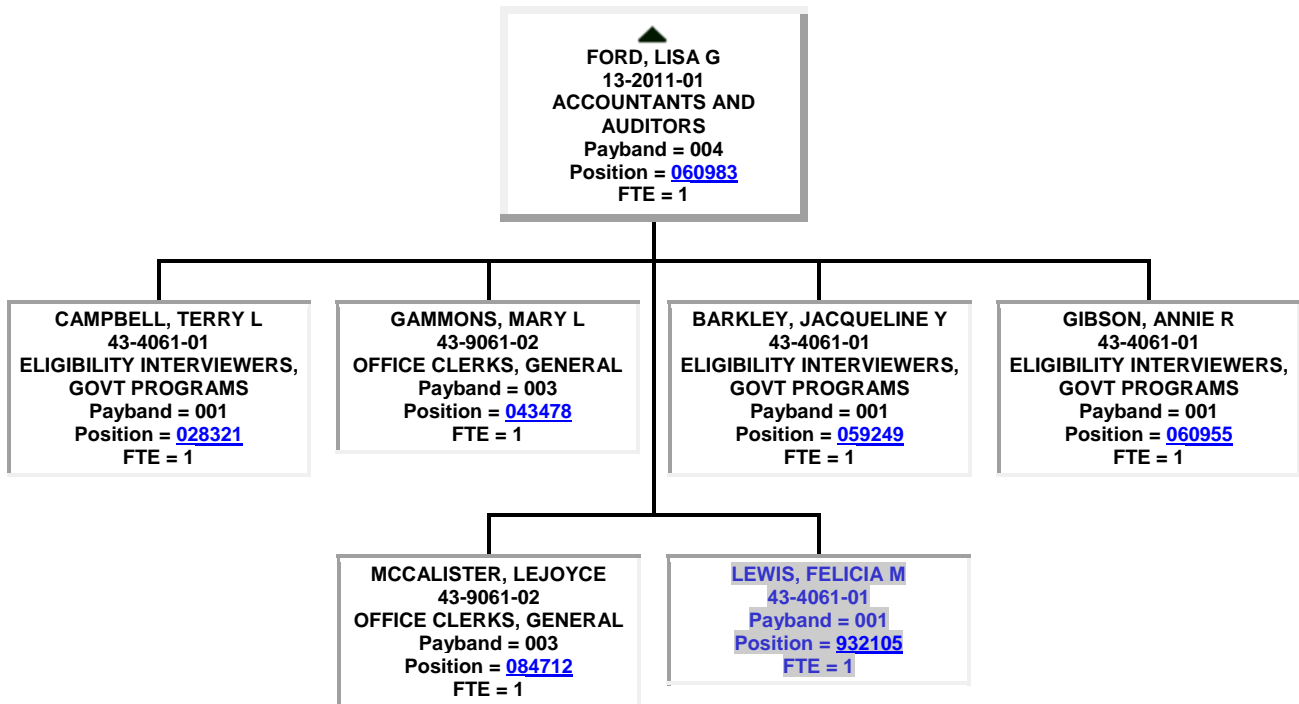 FORD, LISA G
13-2011-01
ACCOUNTANTS AND
AUDITORS
Payband = 004
Position = 060983
FTE = 1
CAMPBELL, TERRY L
43-4061-01
ELIGIBILITY INTERVIEWERS,
GOVT PROGRAMS
Payband = 001
Position = 028321
FTE = 1
GAMMONS, MARY L
43-9061-02
OFFICE CLERKS, GENERAL
Payband = 003
Position = 043478
FTE = 1
BARKLEY, JACQUELINE Y
43-4061-01
ELIGIBILITY INTERVIEWERS,
GOVT PROGRAMS
Payband = 001
Position = 059249
FTE = 1
GIBSON, ANNIE R
43-4061-01
ELIGIBILITY INTERVIEWERS,
GOVT PROGRAMS
Payband = 001
Position = 060955
FTE = 1
MCCALISTER, LEJOYCE
43-9061-02
OFFICE CLERKS, GENERAL
Payband = 003
Position = 084712
FTE = 1
LEWIS, FELICIA M
43-4061-01
Payband = 001
Position = 932105
FTE = 1